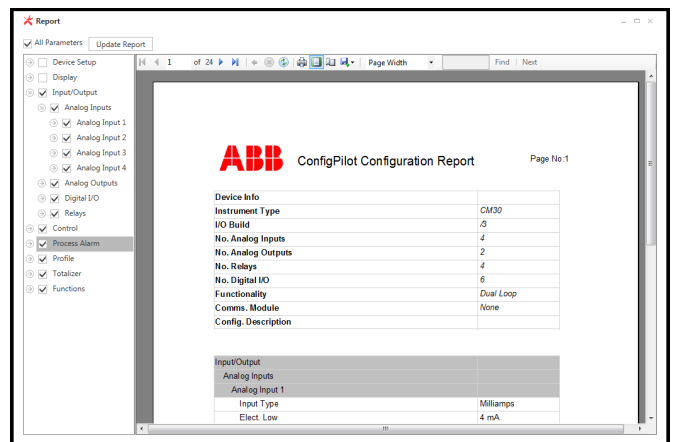 Report
All Parameters Update Report
Device Setup
Display
Input/Output
Analog Inputs
Analog Input 1
Analog Input 2
Analog Input 3
Analog Input 4
Analog Outputs
Digital I/O
Relays
Control
Process Alarm
Profile
Totalizer
Functions
1 of 24 Page Width Find | Next
ABB ConfigPilot Configuration Report Page No:1
Device Info
Instrument Type CM30
I/O Build /3
No. Analog Inputs 4
No. Analog Outputs 2
No. Relays 4
No. Digital I/O 6
Functionality Dual Loop
Comms. Module None
Config. Description
Input/Output
Analog Inputs
Analog Input 1
Input Type Milliamps
Elect. Low 4 mA